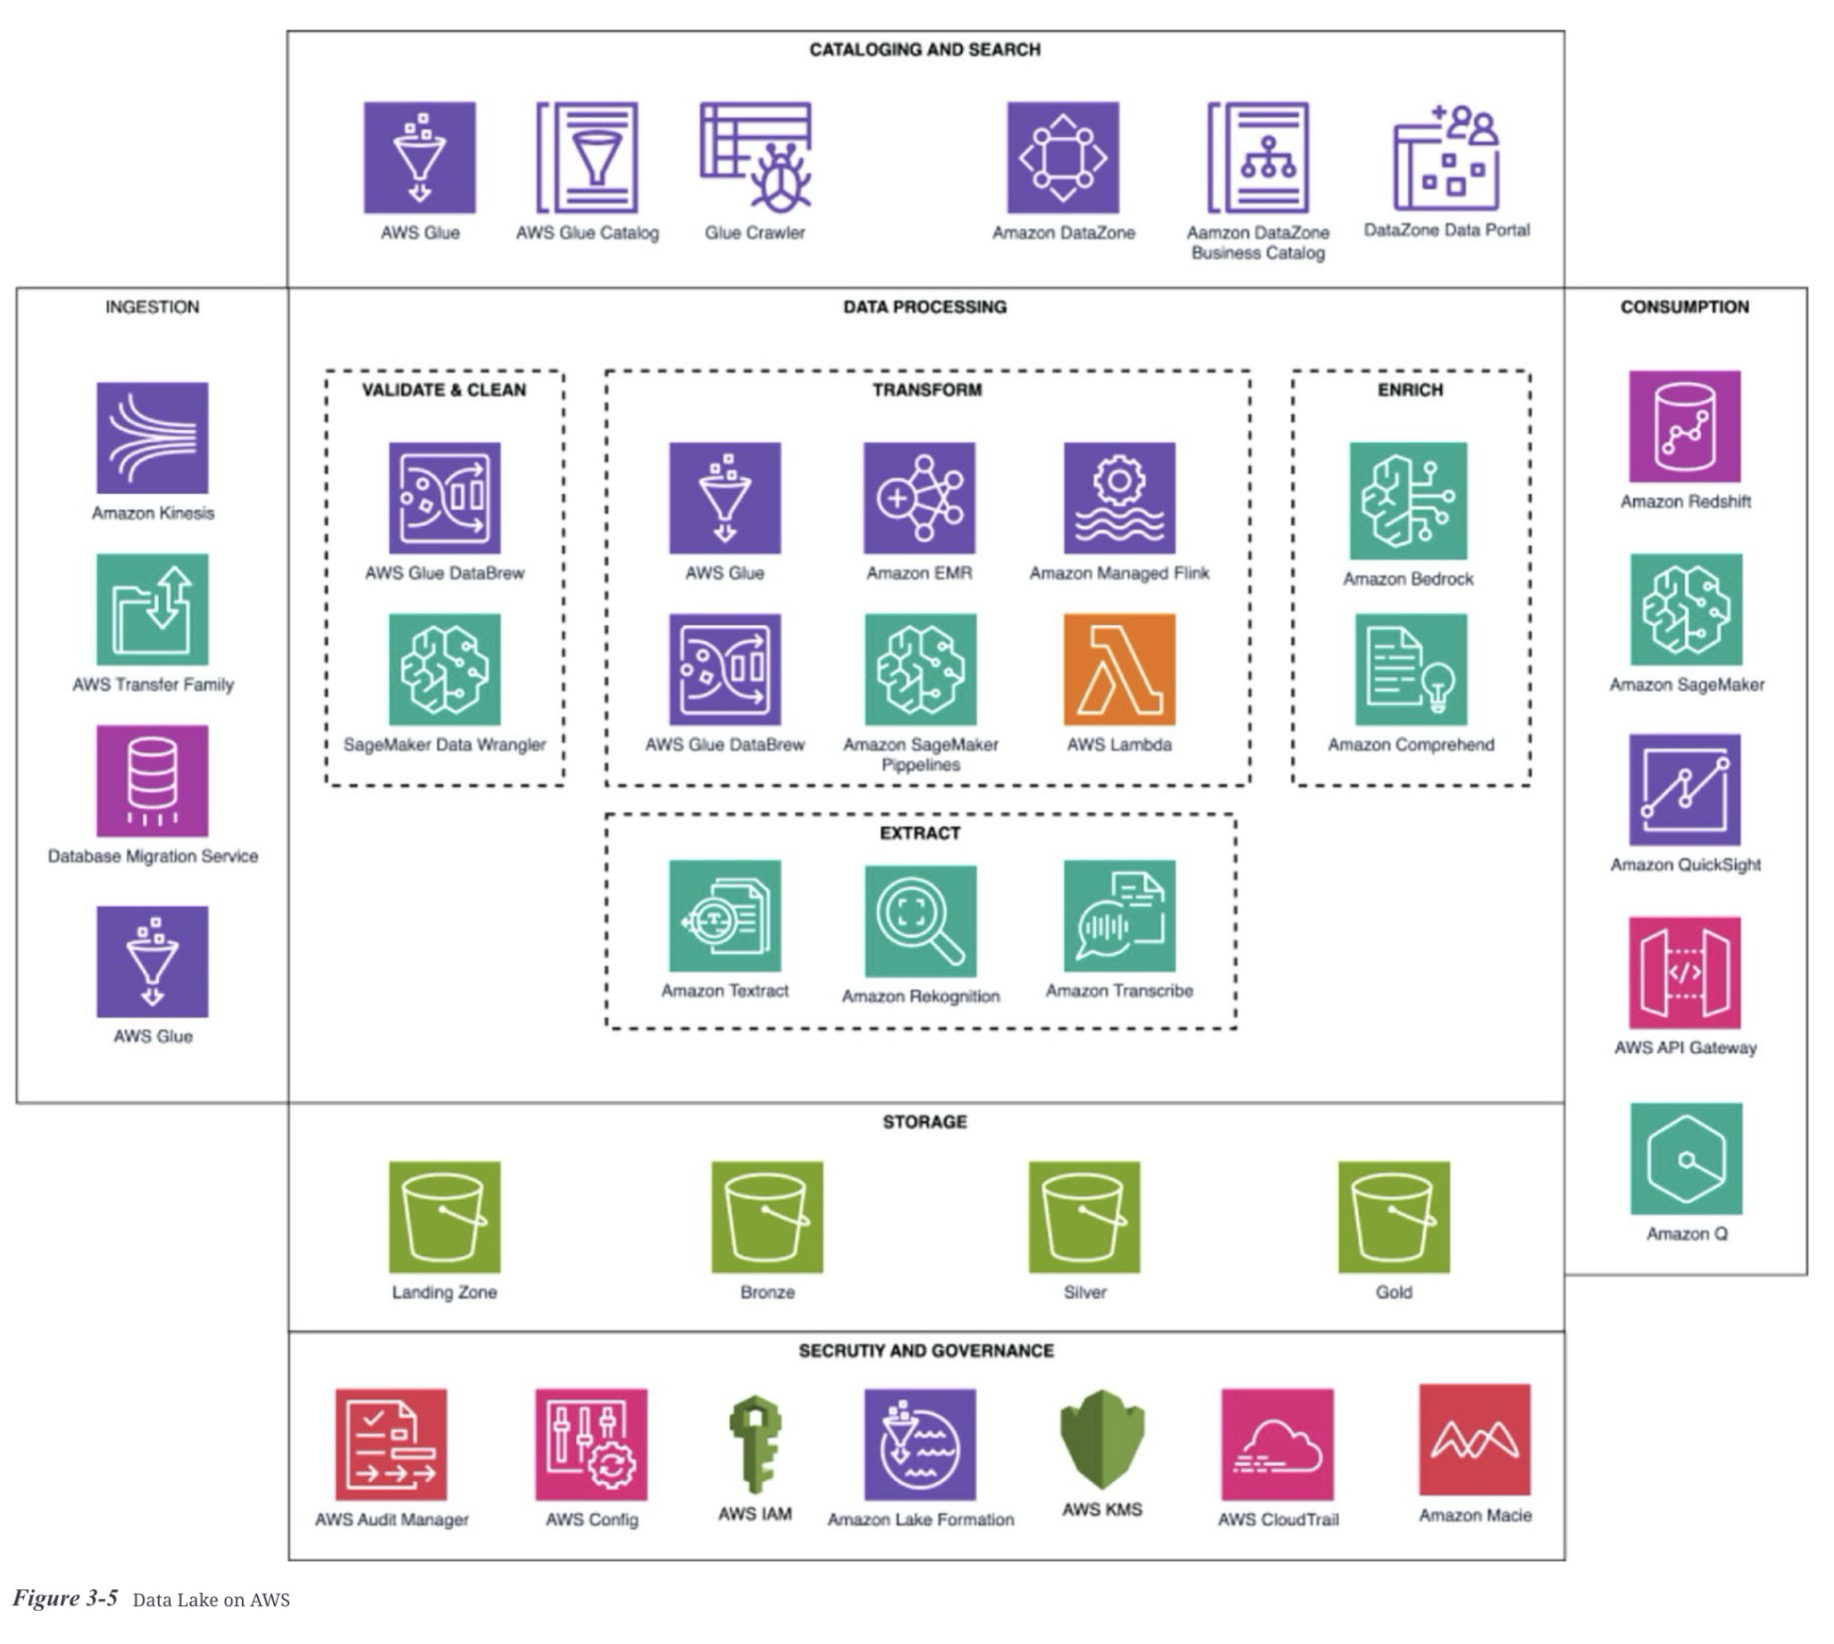 CATALOGING AND SEARCH
AWS Glue
AWS Glue Catalog
Glue Crawler
Amazon DataZone
Aamzon DataZone
Business Catalog
DataZone Data Portal
INGESTION
Amazon Kinesis
AWS Transfer Family
Database Migration Service
AWS Glue
DATA PROCESSING
VALIDATE & CLEAN
AWS Glue DataBrew
SageMaker Data Wrangler
TRANSFORM
AWS Glue
Amazon EMR
Amazon Managed Flink
AWS Glue DataBrew
Amazon SageMaker
Pippelines
AWS Lambda
ENRICH
Amazon Bedrock
Amazon Comprehend
EXTRACT
Amazon Textract
Amazon Rekognition
Amazon Transcribe
CONSUMPTION
Amazon Redshift
Amazon SageMaker
Amazon QuickSight
</>
AWS API Gateway
Amazon Q
STORAGE
Landing Zone
Bronze
Silver
Gold
SECRUTIY AND GOVERNANCE
AWS Audit Manager
AWS Config
AWS IAM
Amazon Lake Formation
AWS KMS
AWS CloudTrail
Amazon Macie
Figure 3-5 Data Lake on AWS